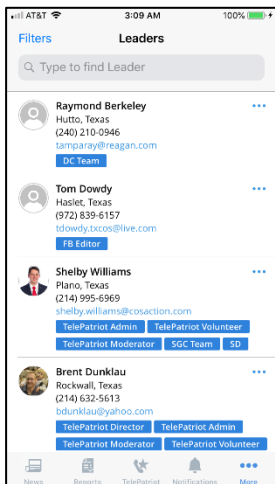 AT&T 3:09 AM 100%
Filters Leaders
Type to find Leader
Raymond Berkeley
Hutto, Texas
(240) 210-0946
tamparay@reagan.com
DC Team
Tom Dowdy
Haslet, Texas
(972) 839-6157
tdowdy.txcos@live.com
FB Editor
Shelby Williams
Plano, Texas
(214) 995-6969
shelby.williams@cosaction.com
TelePatriot Admin TelePatriot Volunteer
TelePatriot Moderator SGC Team SD
Brent Dunklau
Rockwall, Texas
(214) 632-5613
bdunklau@yahoo.com
TelePatriot Director TelePatriot Admin
TelePatriot Moderator TelePatriot Volunteer
News Reports TelePatriot Notifications More